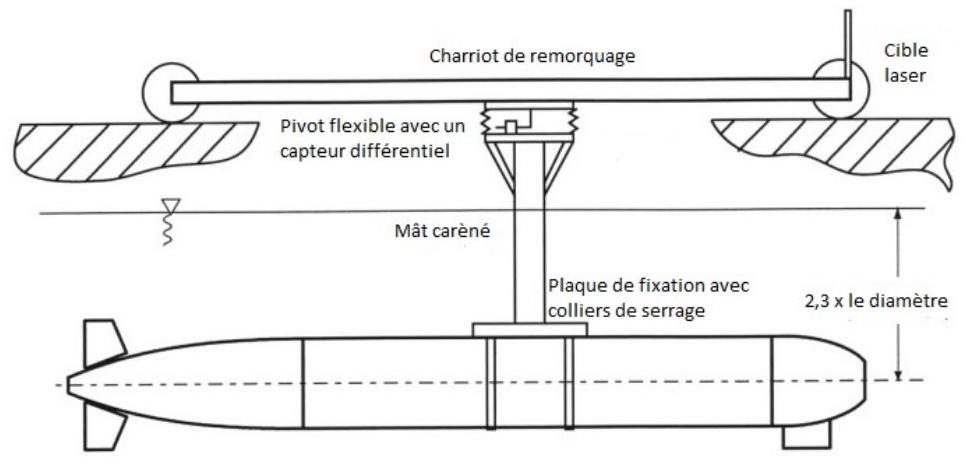 Charriot de remorquage
Cible
laser
Pivot flexible avec un
capteur différentiel
Mât carèné
Plaque de fixation avec
colliers de serrage
2,3 x le diamètre